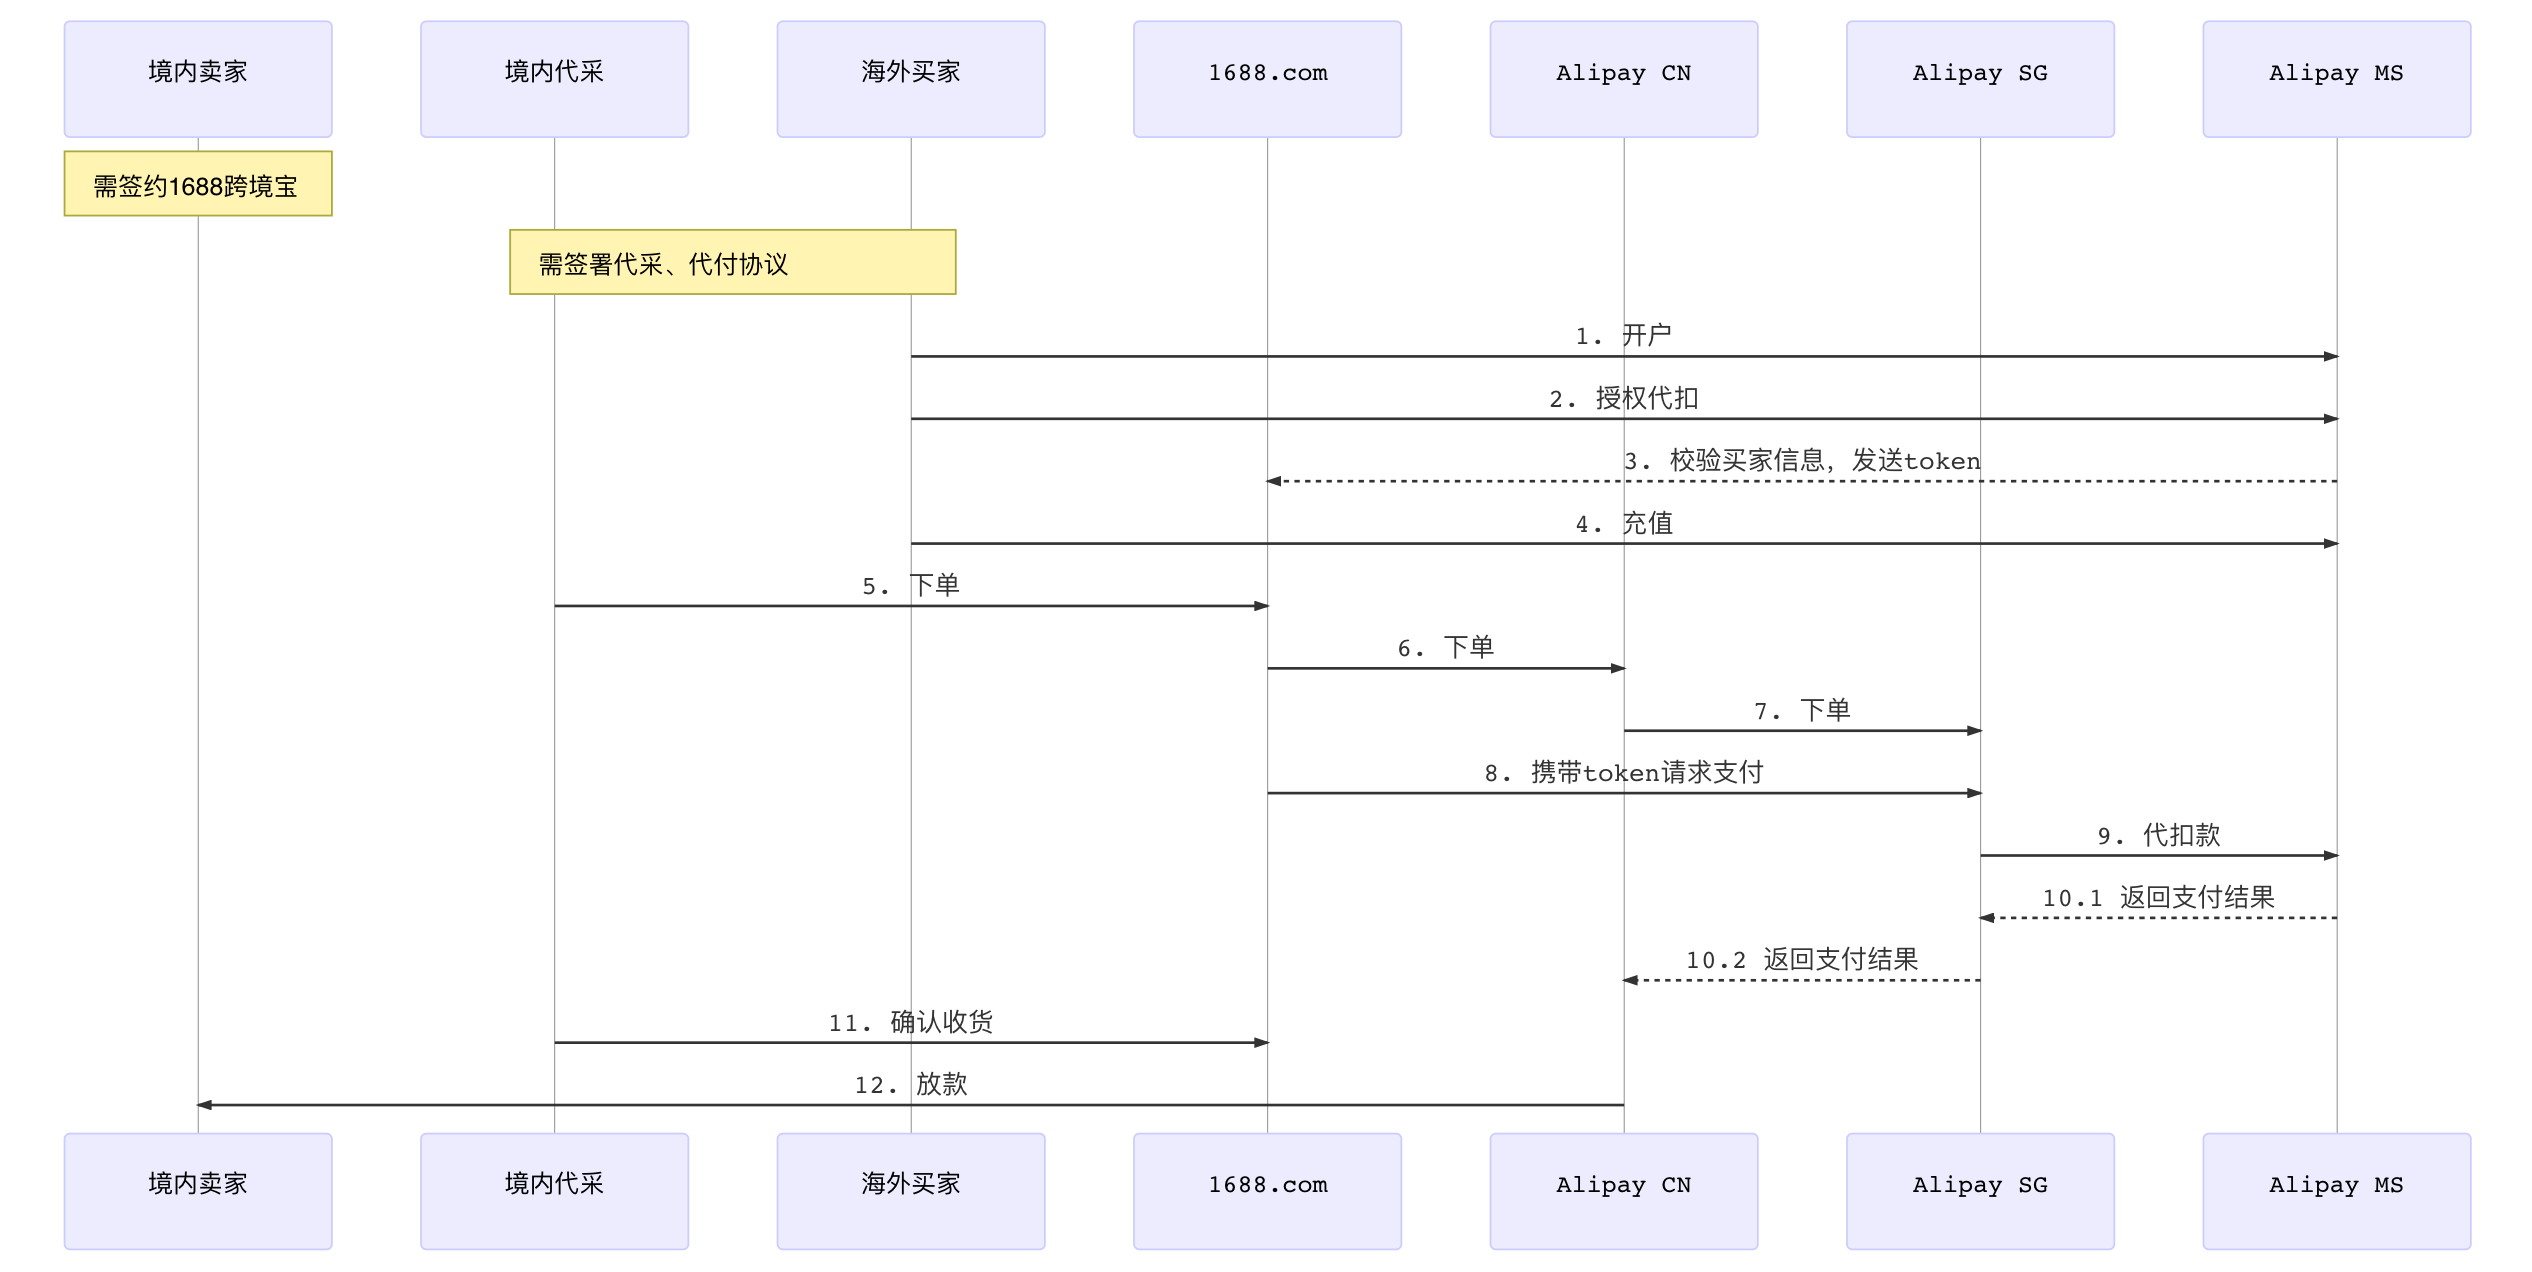 境内卖家
境内代采
海外买家
1688.com
Alipay CN
Alipay SG
Alipay MS
需签约1688跨境宝
需签署代采、代付协议
1. 开户
2. 授权代扣
3. 校验买家信息，发送token
4. 充值
5. 下单
6. 下单
7. 下单
8. 携带token请求支付
9. 代扣款
10.1 返回支付结果
10.2 返回支付结果
11. 确认收货
12. 放款
境内卖家
境内代采
海外买家
1688.com
Alipay CN
Alipay SG
Alipay MS